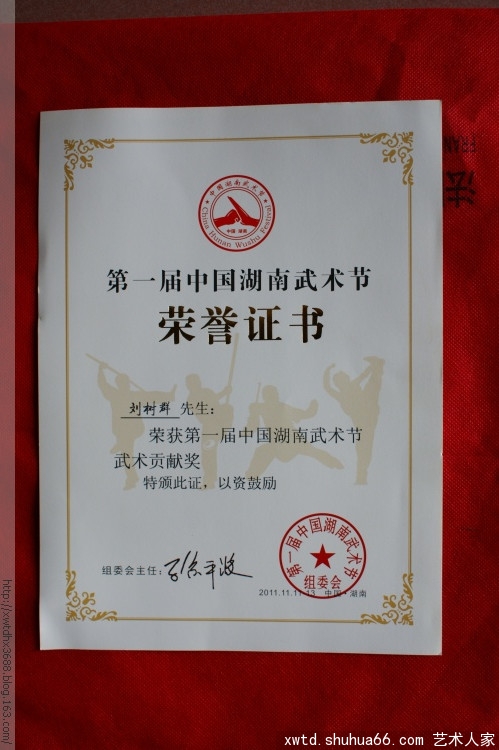 中国湖南武术节
中国·湖南
China Hunan Wushu Festival
第一届中国湖南武术节
荣誉证书
刘树群先生:
荣获第一届中国湖南武术节
武术贡献奖
特颁此证，以资鼓励
第一届中国湖南武术节
组委会
组委会主任:
2011.11.11-13 中国·湖南
FRAN
法
http://xwtdhx3688.blog.163.com/
xwtd.shuhua66.com 艺术人家